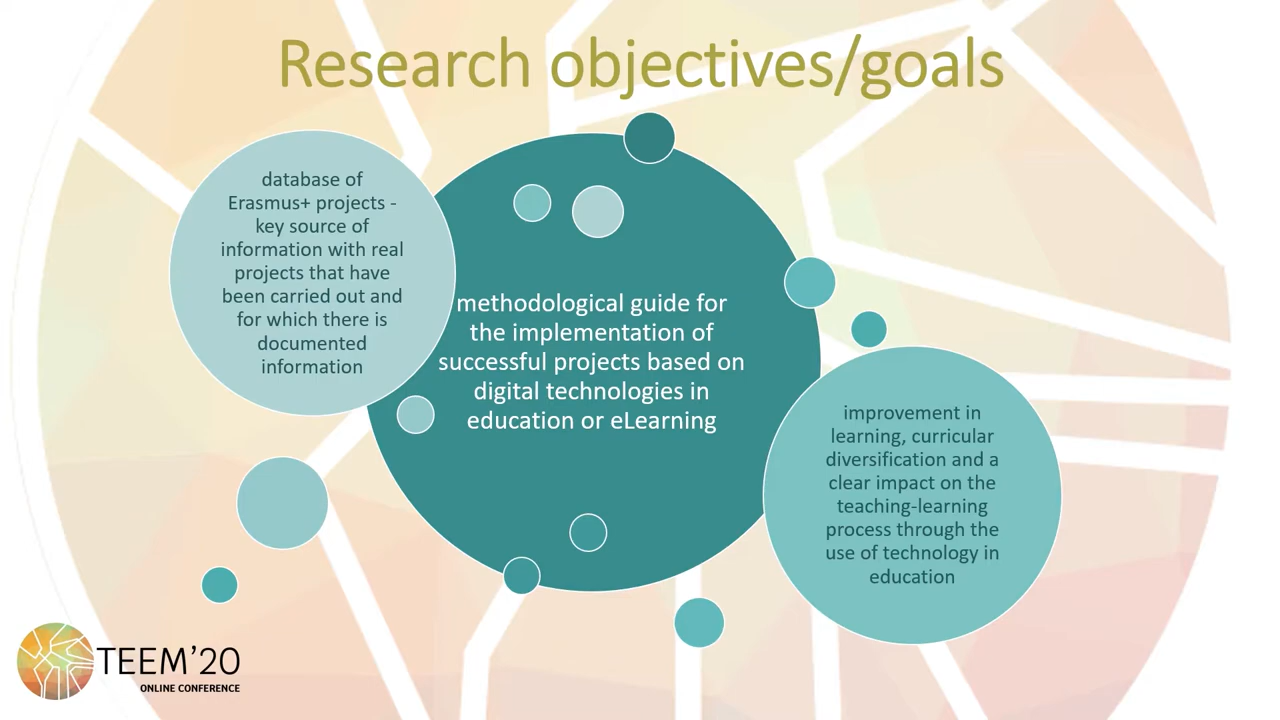 Research objectives/goals
database of
Erasmus+ projects -
key source of
information with real
projects that have
been carried out and
for which there is
documented
information
methodological guide for
the implementation of
successful projects based on
digital technologies in
education or eLearning
improvement in
learning, curricular
diversification and a
clear impact on the
teaching-learning
process through the
use of technology in
education
TEEM’20
ONLINE CONFERENCE